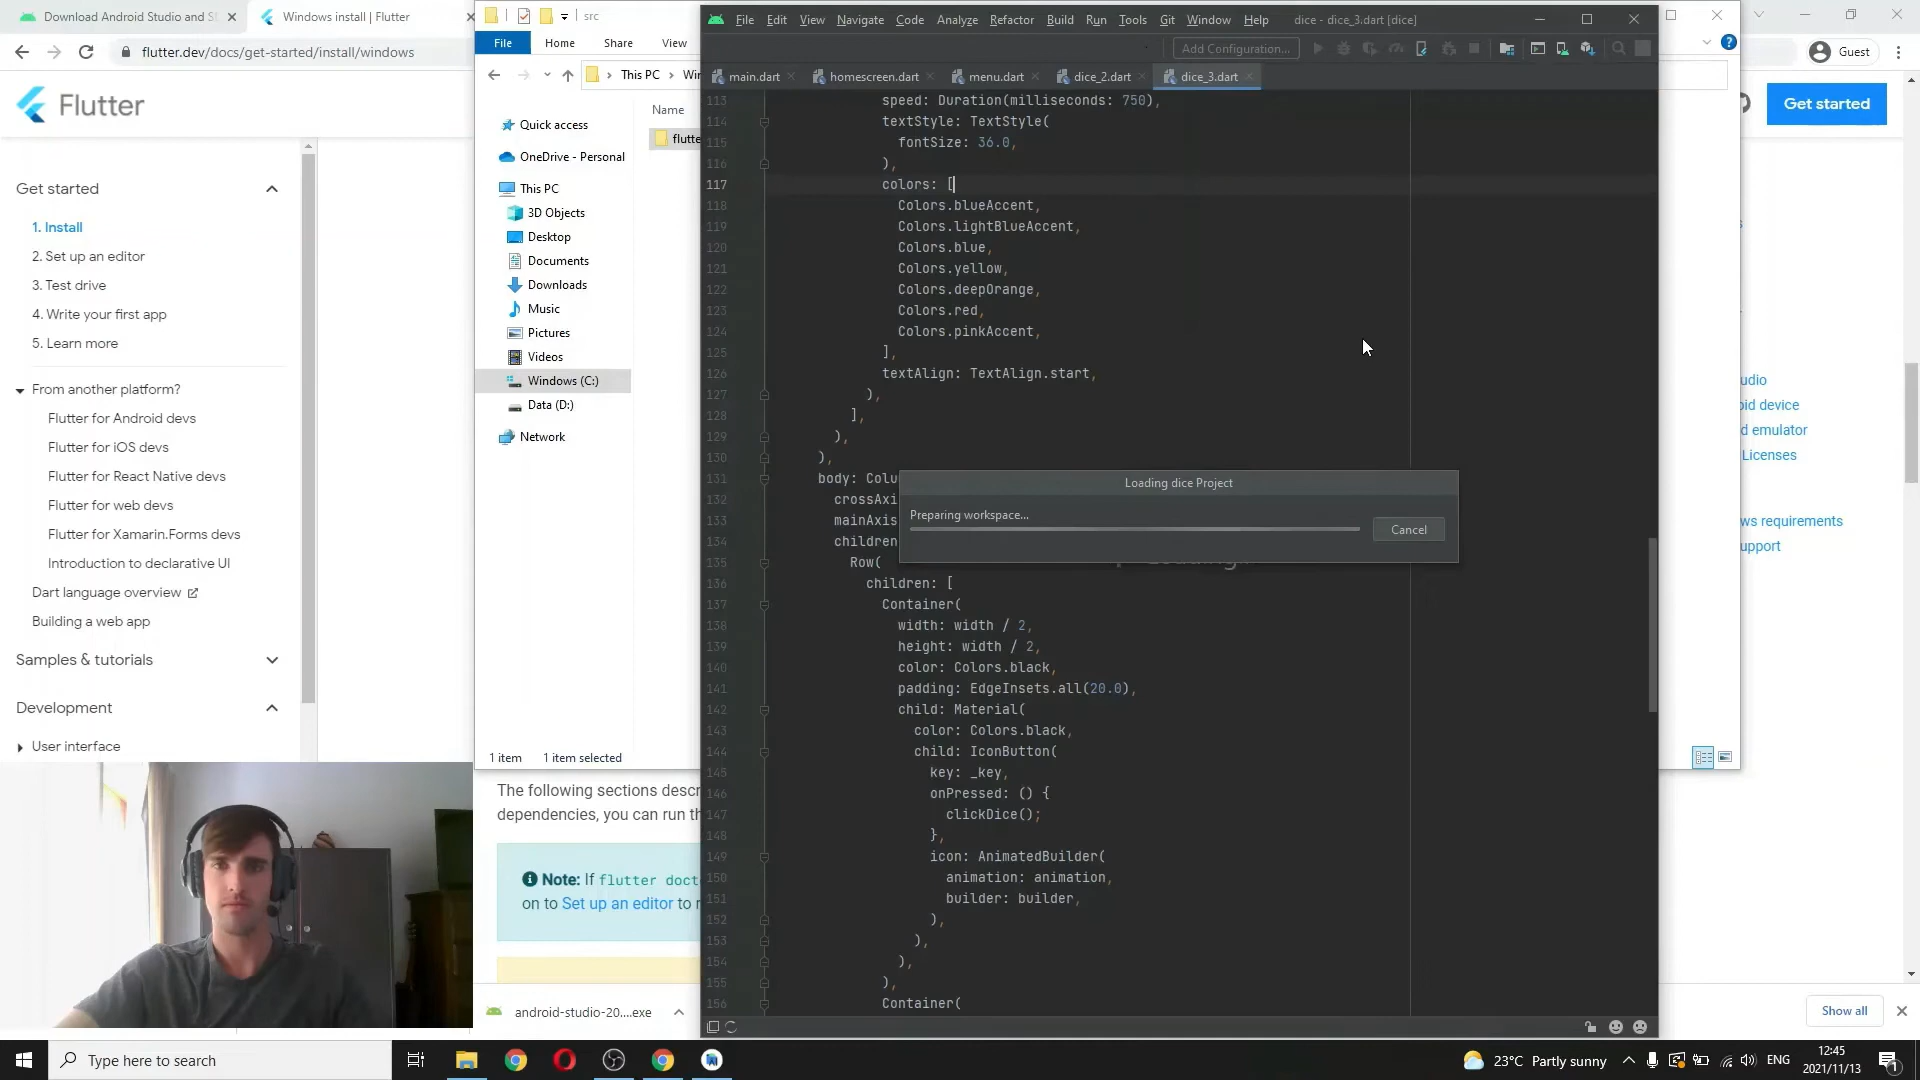 Download Android Studio and S
Windows install | Flutter
flutter.dev/docs/get-started/install/windows
Guest
Flutter
Get started
Get started
1. Install
2. Set up an editor
3. Test drive
4. Write your first app
5. Learn more
From another platform?
Flutter for Android devs
Flutter for iOS devs
Flutter for React Native devs
Flutter for web devs
Flutter for Xamarin.Forms devs
Introduction to declarative UI
Dart language overview
Building a web app
Samples & tutorials
Development
User interface
src
File Home Share View
This PC
Name
flutte
Quick access
OneDrive - Personal
This PC
3D Objects
Desktop
Documents
Downloads
Music
Pictures
Videos
Windows (C:)
Data (D:)
Network
1 item 1 item selected
The following sections descr
dependencies, you can run th
Note: If flutter doct
on to Set up an editor to
android-studio-20....exe
File Edit View Navigate Code Analyze Refactor Build Run Tools Git Window Help dice - dice_3.dart [dice]
Add Configuration...
main.dart homescreen.dart menu.dart dice_2.dart dice_3.dart
113 speed: Duration(milliseconds: 750),
114 textStyle: TextStyle(
115 fontSize: 36.0,
116 ),
117 colors: [
118 Colors.blueAccent,
119 Colors.lightBlueAccent,
120 Colors.blue,
121 Colors.yellow,
122 Colors.deepOrange,
123 Colors.red,
124 Colors.pinkAccent,
125 ],
126 textAlign: TextAlign.start,
127 ),
128 ],
129 ),
130 ),
131 body: Colu
132 crossAxi
133 mainAxis
134 children
135 Row(
136 children: [
137 Container(
138 width: width / 2,
139 height: width / 2,
140 color: Colors.black,
141 padding: EdgeInsets.all(20.0),
142 child: Material(
143 color: Colors.black,
144 child: IconButton(
145 key: _key,
146 onPressed: () {
147 clickDice();
148 },
149 icon: AnimatedBuilder(
150 animation: animation,
151 builder: builder,
152 ),
153 ),
154 ),
155 ),
156 Container(
Loading dice Project
Preparing workspace...
Cancel
Get started
udio
oid device
d emulator
Licenses
ws requirements
upport
Show all
Type here to search
23°C Partly sunny
ENG
12:45
2021/11/13
1